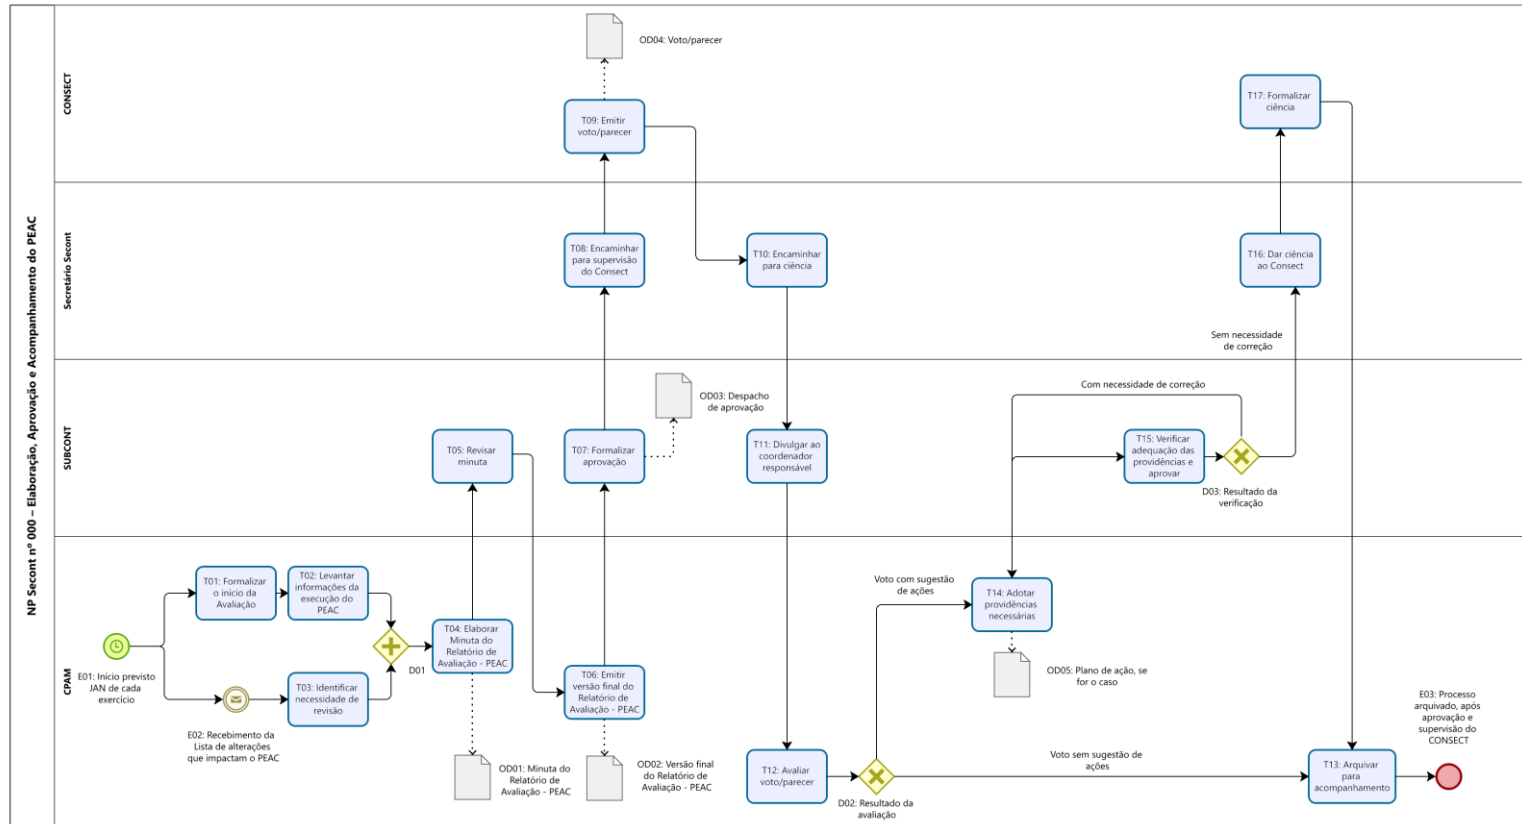 NP Secont nº 000 – Elaboração, Aprovação e Acompanhamento do PEAC
CONSECT
OD04: Voto/parecer
T09: Emitir
voto/parecer
T17: Formalizar
ciência
Secretário Secont
T08: Encaminhar
para supervisão
do Consect
T10: Encaminhar
para ciência
T16: Dar ciência
ao Consect
Sem necessidade
de correção
SUBCONT
T05: Revisar
minuta
T07: Formalizar
aprovação
OD03: Despacho
de aprovação
T11: Divulgar ao
coordenador
responsável
Com necessidade de correção
T15: Verificar
adequação das
providências e
aprovar
D03: Resultado da
verificação
CPAM
E01: Início previsto
JAN de cada
exercício
T01: Formalizar
o início da
Avaliação
T02: Levantar
informações da
execução do
PEAC
E02: Recebimento da
Lista de alterações
que impactam o PEAC
T03: Identificar
necessidade de
revisão
D01
T04: Elaborar
Minuta do
Relatório de
Avaliação - PEAC
OD01: Minuta do
Relatório de
Avaliação - PEAC
T06: Emitir
versão final do
Relatório de
Avaliação - PEAC
OD02: Versão final
do Relatório de
Avaliação - PEAC
T12: Avaliar
voto/parecer
D02: Resultado da
avaliação
Voto com sugestão
de ações
T14: Adotar
providências
necessárias
OD05: Plano de ação, se
for o caso
Voto sem sugestão de
ações
T13: Arquivar
para
acompanhamento
E03: Processo
arquivado, após
aprovação e
supervisão do
CONSECT